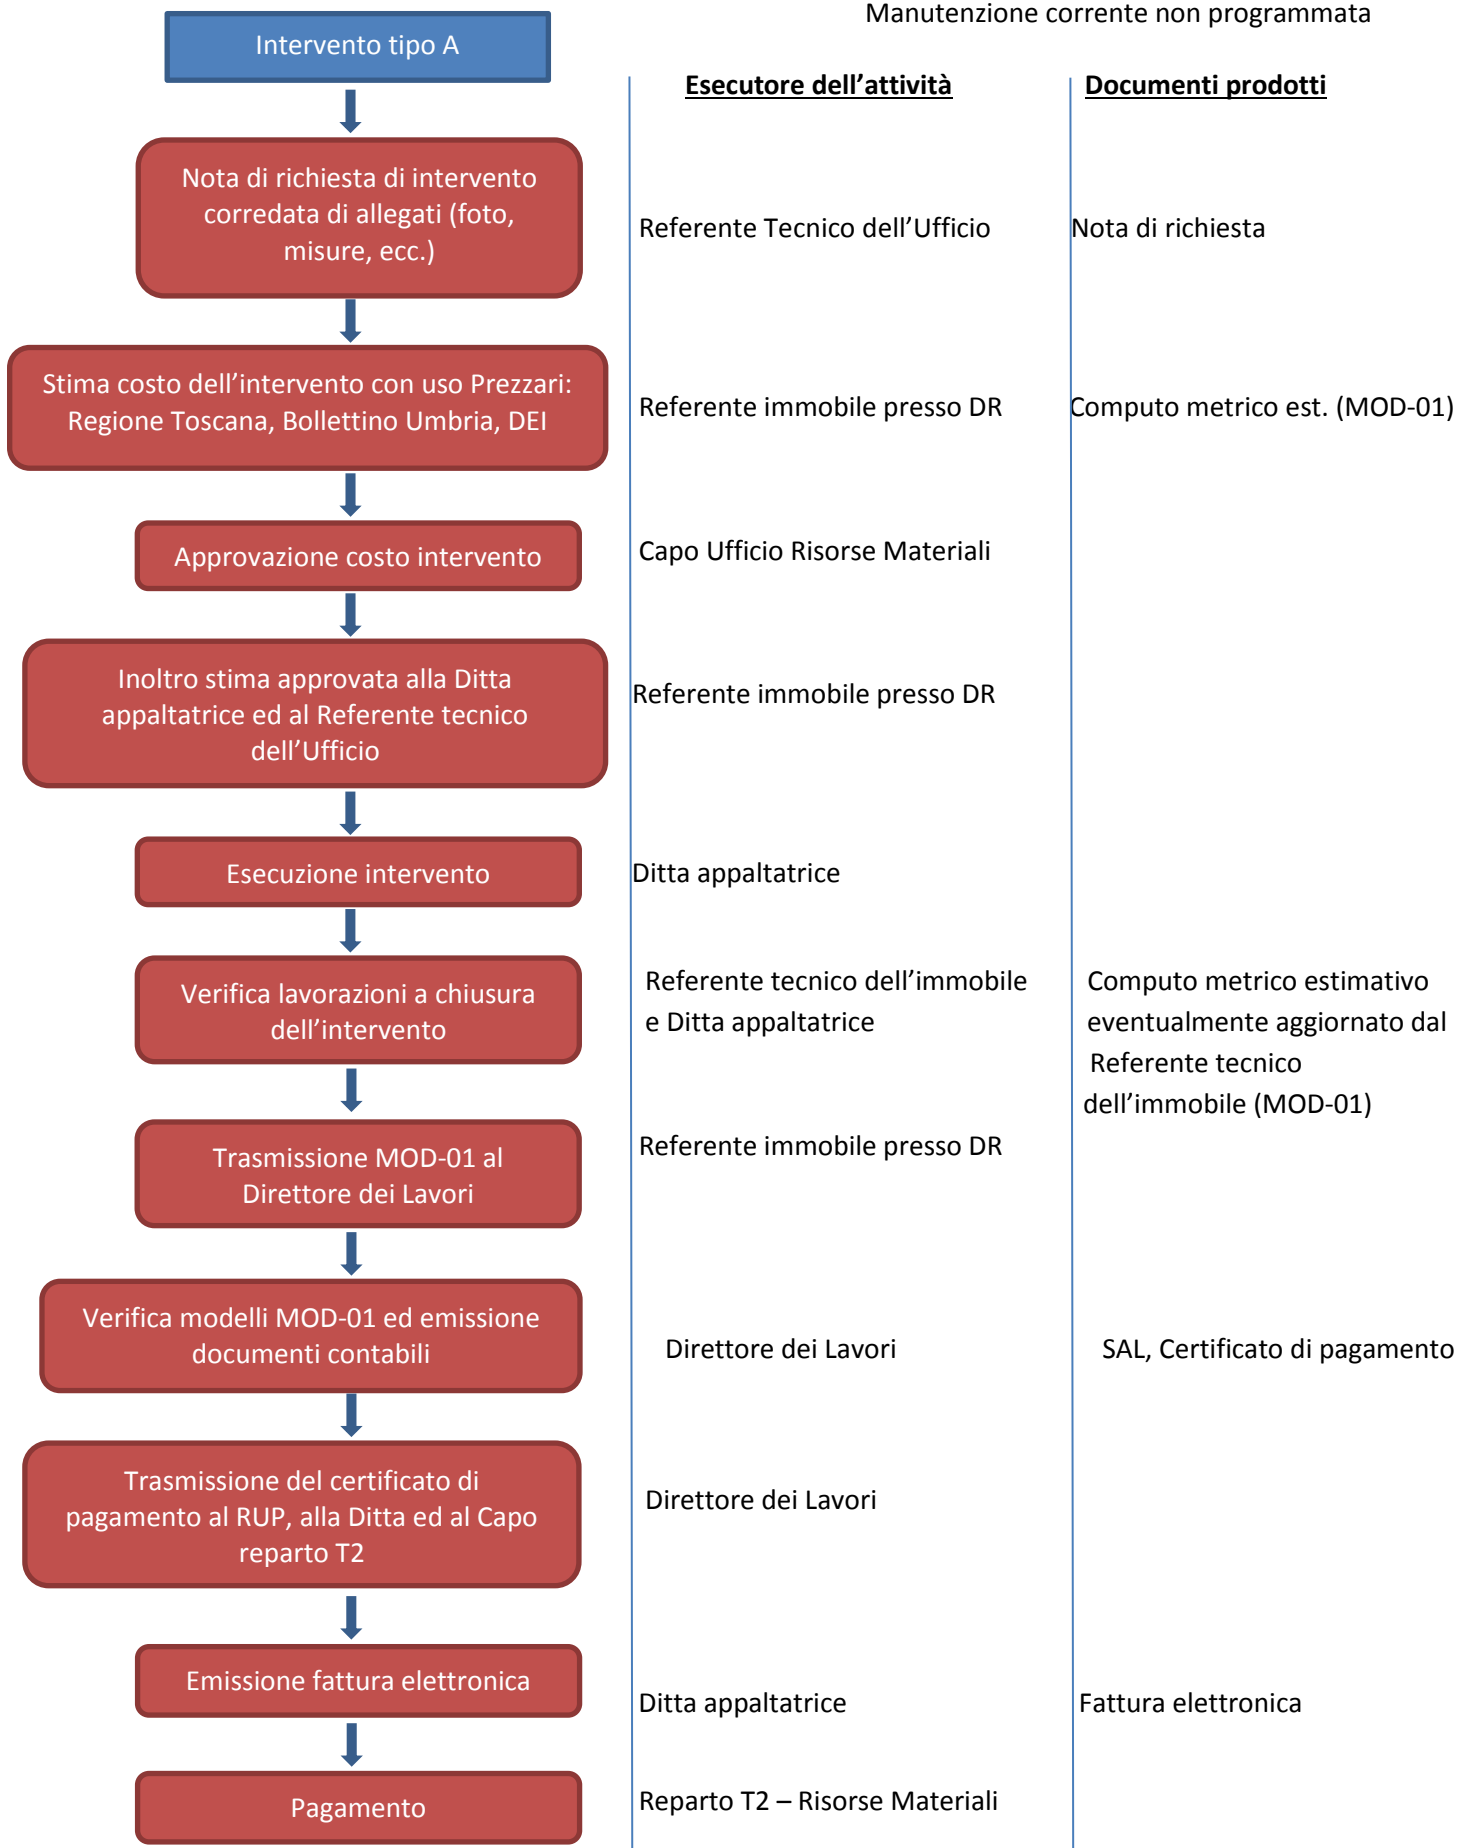 Manutenzione corrente non programmata
Intervento tipo A
Esecutore dell’attività
Documenti prodotti
Nota di richiesta di intervento
corredata di allegati (foto,
misure, ecc.)
Referente Tecnico dell’Ufficio
Nota di richiesta
Stima costo dell’intervento con uso Prezzari:
Regione Toscana, Bollettino Umbria, DEI
Referente immobile presso DR
Computo metrico est. (MOD-01)
Approvazione costo intervento
Capo Ufficio Risorse Materiali
Inoltro stima approvata alla Ditta
appaltatrice ed al Referente tecnico
dell’Ufficio
Referente immobile presso DR
Esecuzione intervento
Ditta appaltatrice
Verifica lavorazioni a chiusura
dell’intervento
Referente tecnico dell’immobile
e Ditta appaltatrice
Computo metrico estimativo
eventualmente aggiornato dal
Referente tecnico
dell’immobile (MOD-01)
Trasmissione MOD-01 al
Direttore dei Lavori
Referente immobile presso DR
Verifica modelli MOD-01 ed emissione
documenti contabili
Direttore dei Lavori
SAL, Certificato di pagamento
Trasmissione del certificato di
pagamento al RUP, alla Ditta ed al Capo
reparto T2
Direttore dei Lavori
Emissione fattura elettronica
Ditta appaltatrice
Fattura elettronica
Pagamento
Reparto T2 – Risorse Materiali